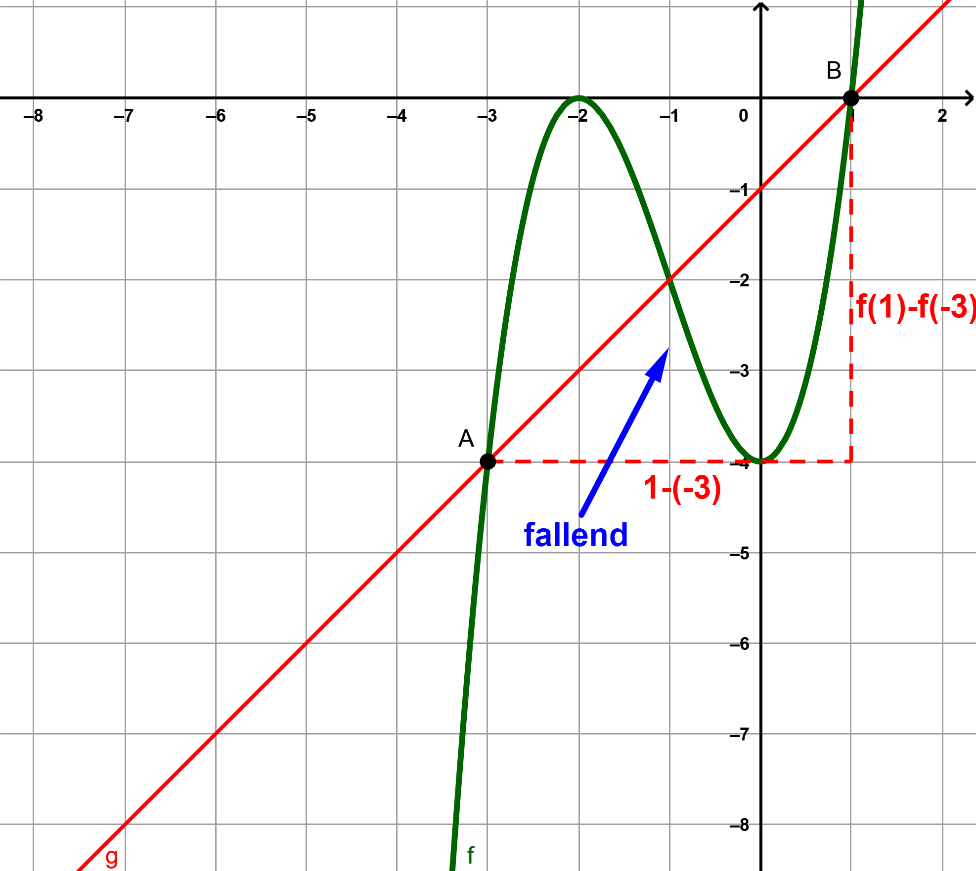 B
–8 –7 –6 –5 –4 –3 –2 –1 0 2
–1
–2
f(1)-f(-3)
–3
A
–4
1-(-3)
fallend
–5
–6
–7
–8
g f